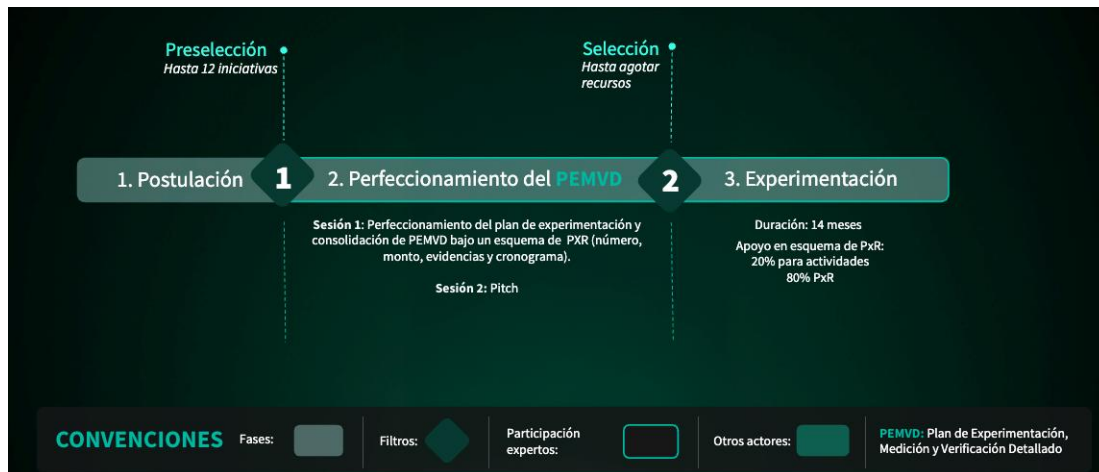 Preselección
Hasta 12 iniciativas
Selección
Hasta agotar
recursos
1. Postulación
1
2. Perfeccionamiento del PEMVD
2
3. Experimentación
Sesión 1: Perfeccionamiento del plan de experimentación y
consolidación de PEMVD bajo un esquema de PXR (número,
monto, evidencias y cronograma).
Sesión 2: Pitch
Duración: 14 meses
Apoyo en esquema de PxR:
20% para actividades
80% PxR
CONVENCIONES
Fases:
Filtros:
Participación
expertos:
Otros actores:
PEMVD: Plan de Experimentación,
Medición y Verificación Detallado